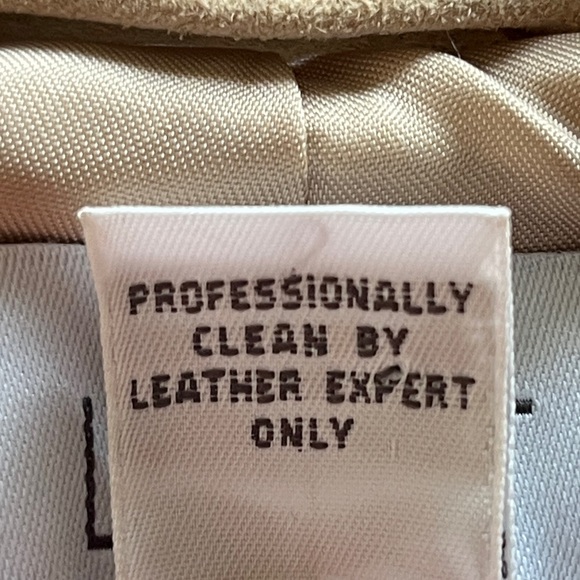 PROFESSIONALLY
CLEAN BY
LEATHER EXPERT
ONLY